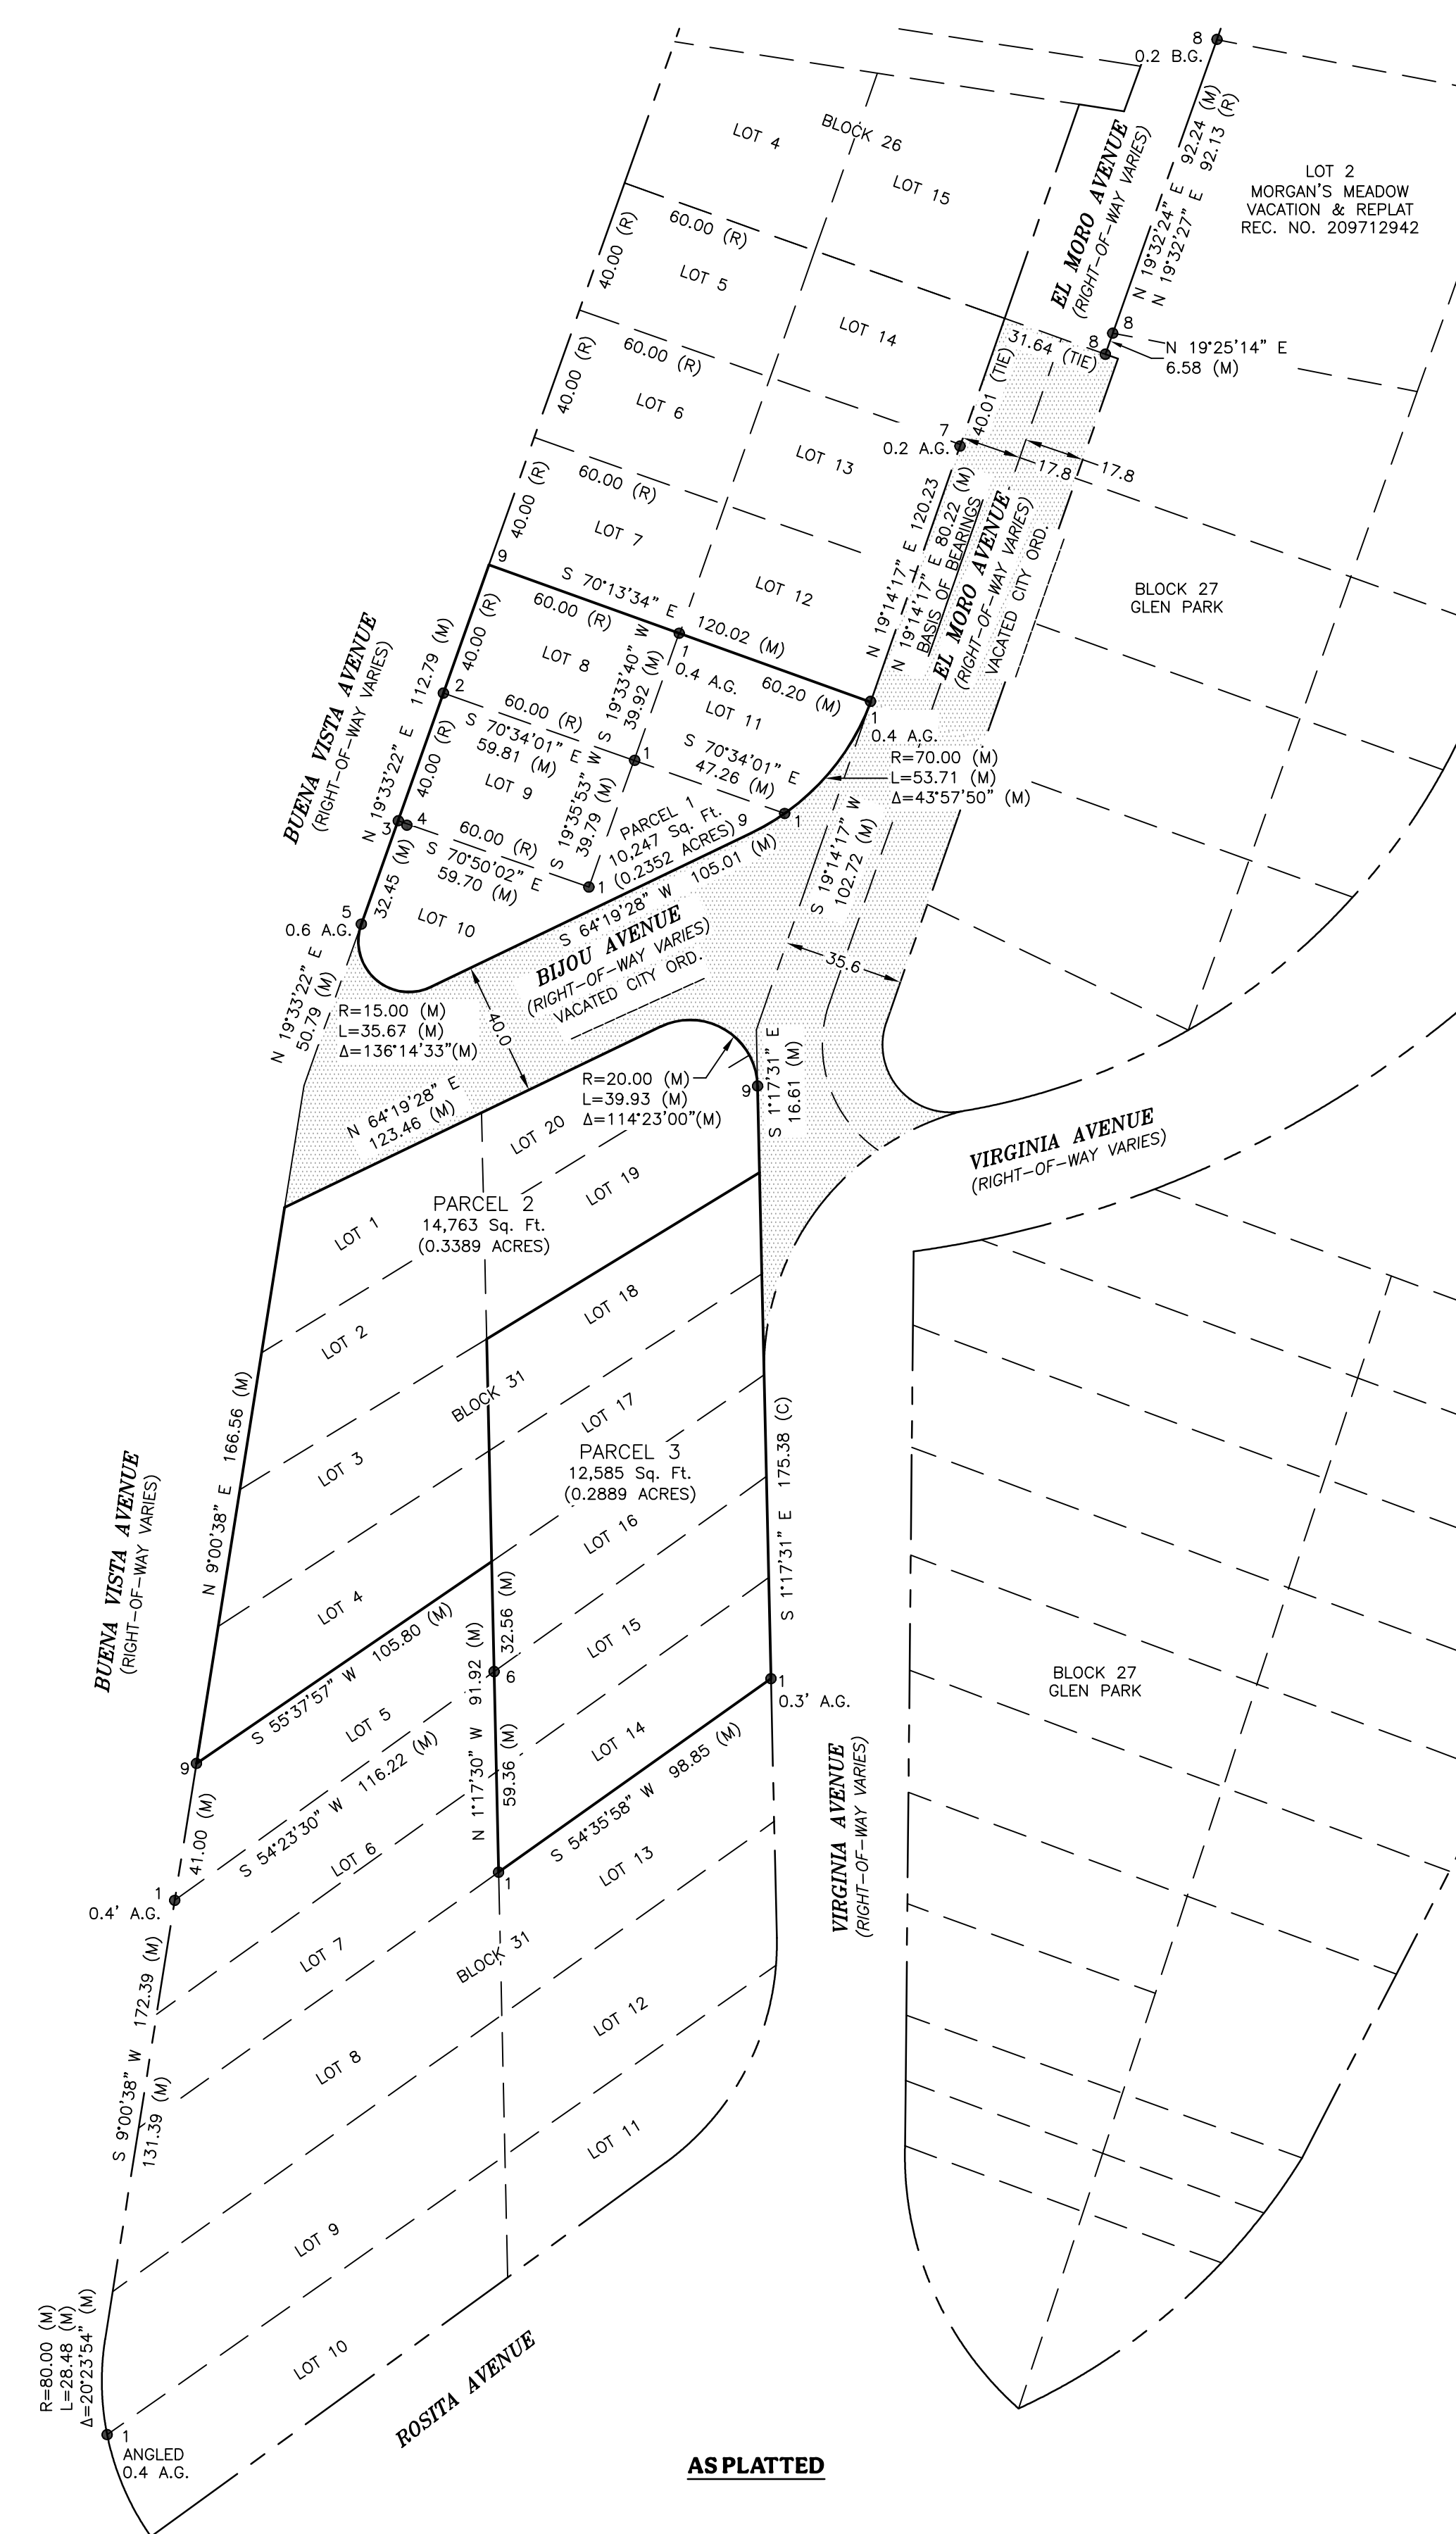 8
0.2 B.G.
LOT 4
BLOCK 26
LOT 15
EL MORO AVENUE
(RIGHT-OF-WAY VARIES)
N 19°32'24" E 92.24 (M)
N 19°32'27" E 92.13 (R)
LOT 2
MORGAN'S MEADOW
VACATION & REPLAT
REC. NO. 209712942
40.00 (R)
60.00 (R)
LOT 5
LOT 14
31.64 (TIE)
8
8
N 19°25'14" E
6.58 (M)
40.00 (R)
60.00 (R)
LOT 6
LOT 13
40.01 (TIE)
7
0.2 A.G.
17.8
17.8
40.00 (R)
60.00 (R)
LOT 7
LOT 12
N 19°14'17" E 120.23
N 19°14'17" E 80.22 (M)
BASIS OF BEARINGS
EL MORO AVENUE
(RIGHT-OF-WAY VARIES)
VACATED CITY ORD.
BLOCK 27
GLEN PARK
9
S 70°13'34" E 120.02 (M)
60.00 (R)
1
0.4 A.G.
60.20 (M)
BUENA VISTA AVENUE
(RIGHT-OF-WAY VARIES)
N 19°33'22" E 112.79 (M)
40.00 (R)
LOT 8
S 19°33'40" W
39.92 (M)
LOT 11
1
0.4 A.G.
2
60.00 (R)
S 70°34'01" E
59.81 (M)
1
S 70°34'01" E
47.26 (M)
R=70.00 (M)
L=53.71 (M)
Δ=43°57'50" (M)
40.00 (R)
LOT 9
S 19°35'53" W
39.79 (M)
PARCEL 1
10,247 Sq. Ft.
(0.2352 ACRES)
9
1
3
4
60.00 (R)
S 70°50'02" E
59.70 (M)
1
S 64°19'28" W 105.01 (M)
S 19°14'17" W
102.72 (M)
32.45 (M)
LOT 10
5
0.6 A.G.
BIJOU AVENUE
(RIGHT-OF-WAY VARIES)
VACATED CITY ORD.
35.6
N 19°33'22" E
50.79 (M)
R=15.00 (M)
L=35.67 (M)
Δ=136°14'33"(M)
40.0
N 64°19'28" E
123.46 (M)
R=20.00 (M)
L=39.93 (M)
Δ=114°23'00"(M)
9
S 1°17'31" E
16.61 (M)
VIRGINIA AVENUE
(RIGHT-OF-WAY VARIES)
LOT 20
LOT 19
LOT 1
PARCEL 2
14,763 Sq. Ft.
(0.3389 ACRES)
LOT 2
LOT 18
BLOCK 31
LOT 17
LOT 3
N 9°00'38" E 166.56 (M)
PARCEL 3
12,585 Sq. Ft.
(0.2889 ACRES)
S 1°17'31" E 175.38 (C)
BUENA VISTA AVENUE
(RIGHT-OF-WAY VARIES)
LOT 16
LOT 4
S 55°37'57" W 105.80 (M)
32.56 (M)
6
N 1°17'30" W 91.92 (M)
59.36 (M)
LOT 15
LOT 5
1
0.3' A.G.
BLOCK 27
GLEN PARK
9
41.00 (M)
S 54°23'30" W 116.22 (M)
LOT 14
S 54°35'58" W 98.85 (M)
VIRGINIA AVENUE
(RIGHT-OF-WAY VARIES)
LOT 6
1
LOT 13
1
0.4' A.G.
LOT 7
BLOCK 31
S 9°00'38" W 172.39 (M)
131.39 (M)
LOT 8
LOT 12
LOT 11
LOT 9
LOT 10
R=80.00 (M)
L=28.48 (M)
Δ=20°23'54" (M)
1
ANGLED
0.4 A.G.
ROSITA AVENUE
AS PLATTED